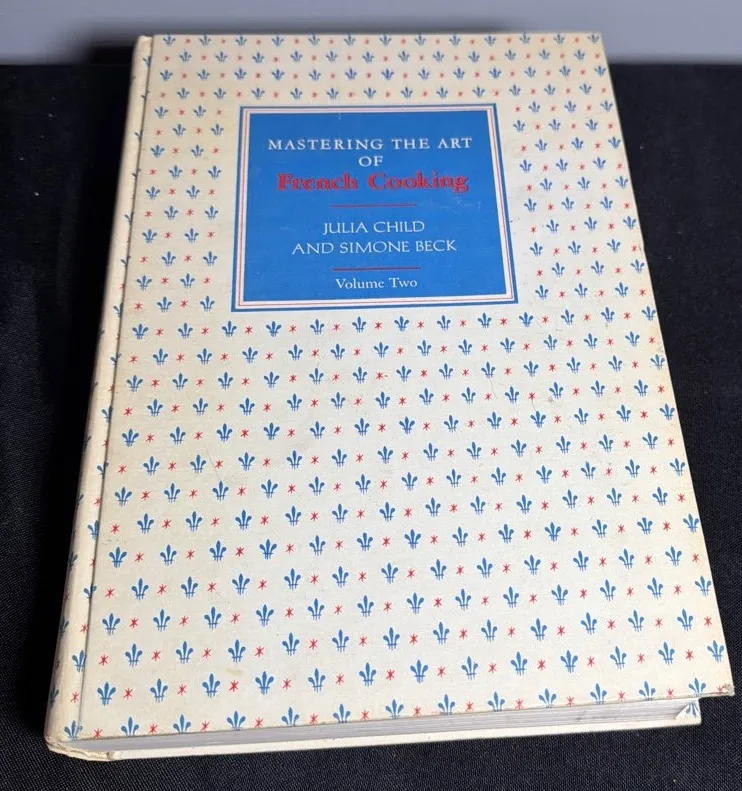 MASTERING THE ART
OF
French Cooking
JULIA CHILD
AND SIMONE BECK
Volume Two